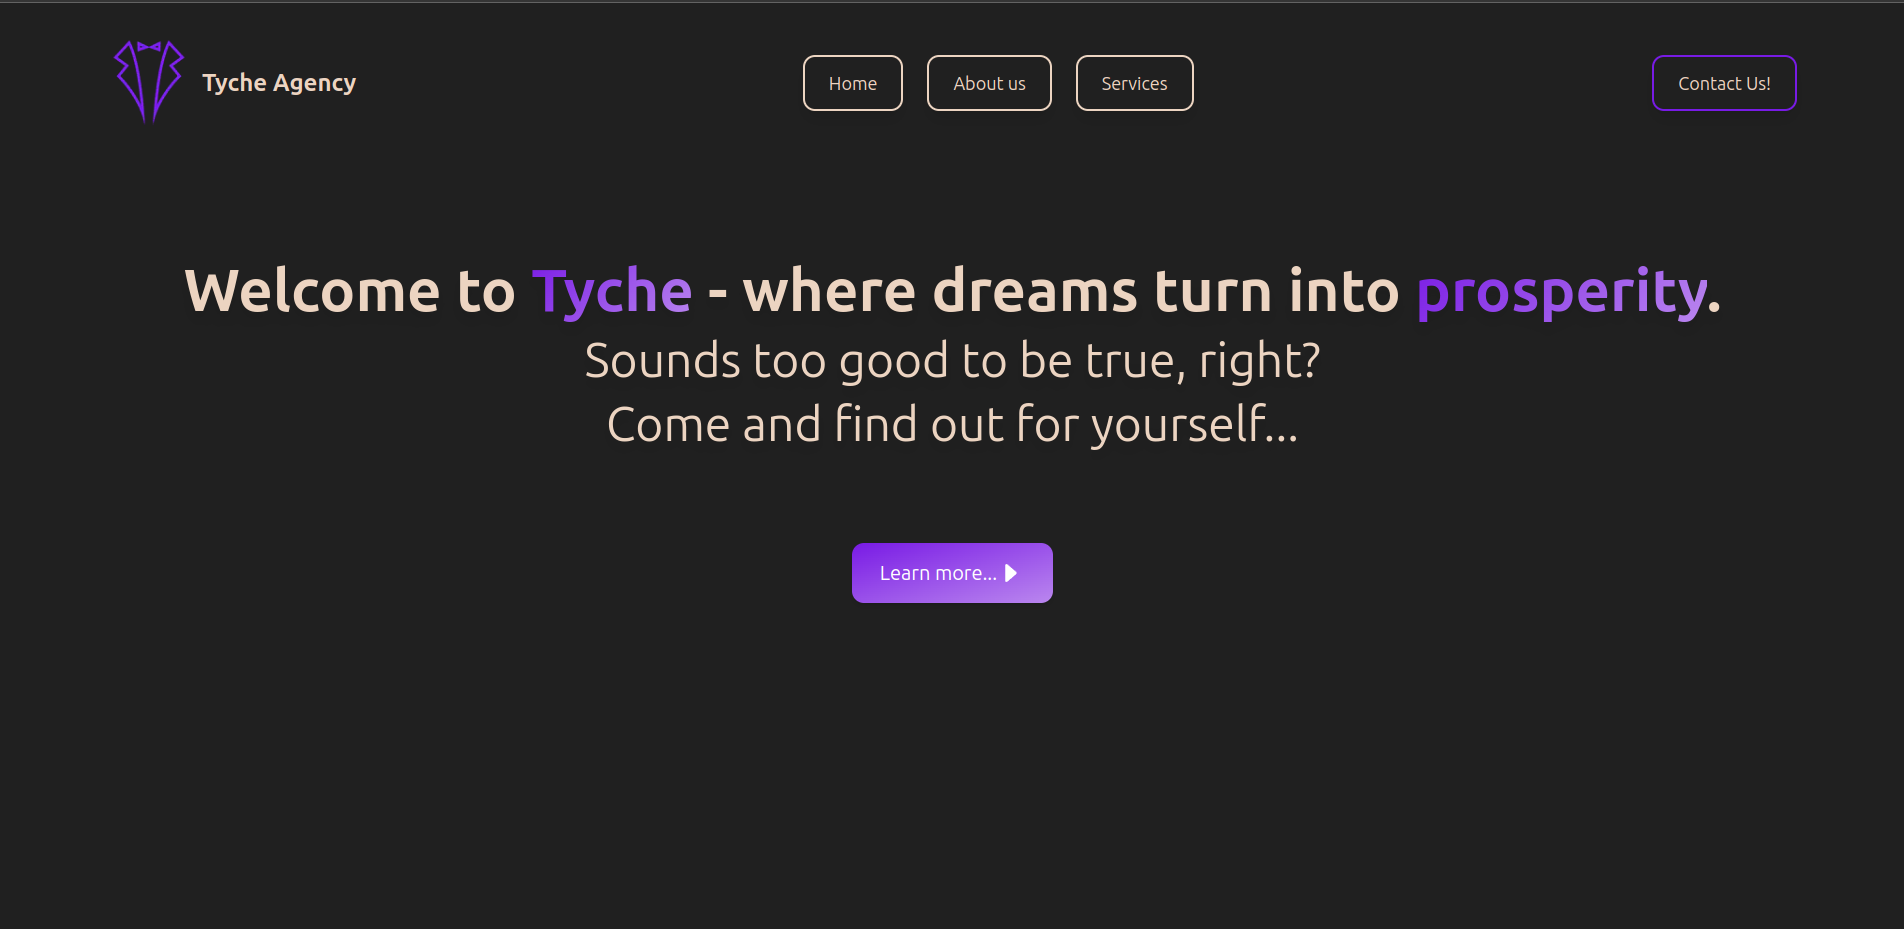 Tyche Agency
Home
About us
Services
Contact Us!
Welcome to Tyche - where dreams turn into prosperity.
Sounds too good to be true, right?
Come and find out for yourself...
Learn more...